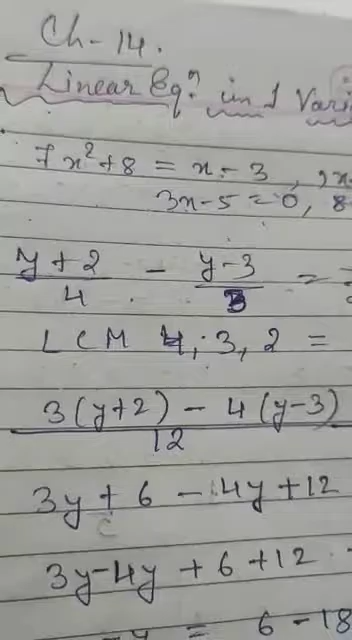 Ch-14.
Linear Eqn in 1 Vari
7x²+8 = x - 3 ,
3x-5=0, 8
y+2/4 - y-3/3 =
LCM 4, 3, 2 =
3(y+2) - 4(y-3)
12
3y + 6 - 4y + 12
3y-4y + 6 +12
-y = 6-18